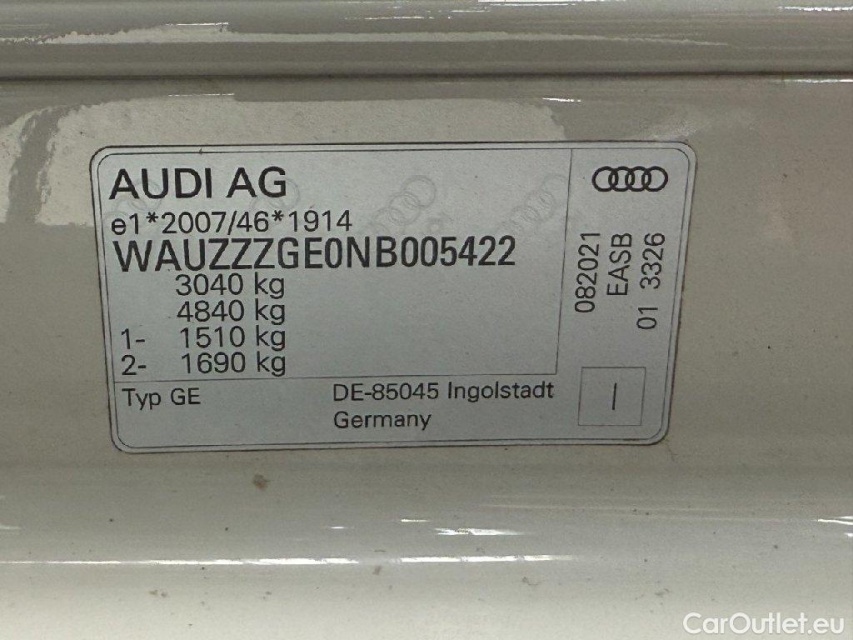 AUDI AG
e1*2007/46*1914
WAUZZZGE0NB005422
3040 kg
4840 kg
1- 1510 kg
2- 1690 kg
Typ GE
DE-85045 Ingolstadt
Germany
082021
EASB
01 3326
I
CarOutlet.eu